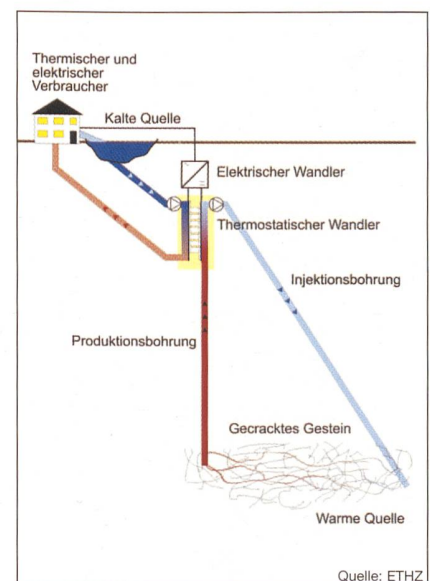 Thermischer und
elektrischer
Verbraucher
Kalte Quelle
Elektrischer Wandler
Thermostatischer Wandler
Injektionsbohrung
Produktionsbohrung
Gecracktes Gestein
Warme Quelle
Quelle: ETHZ